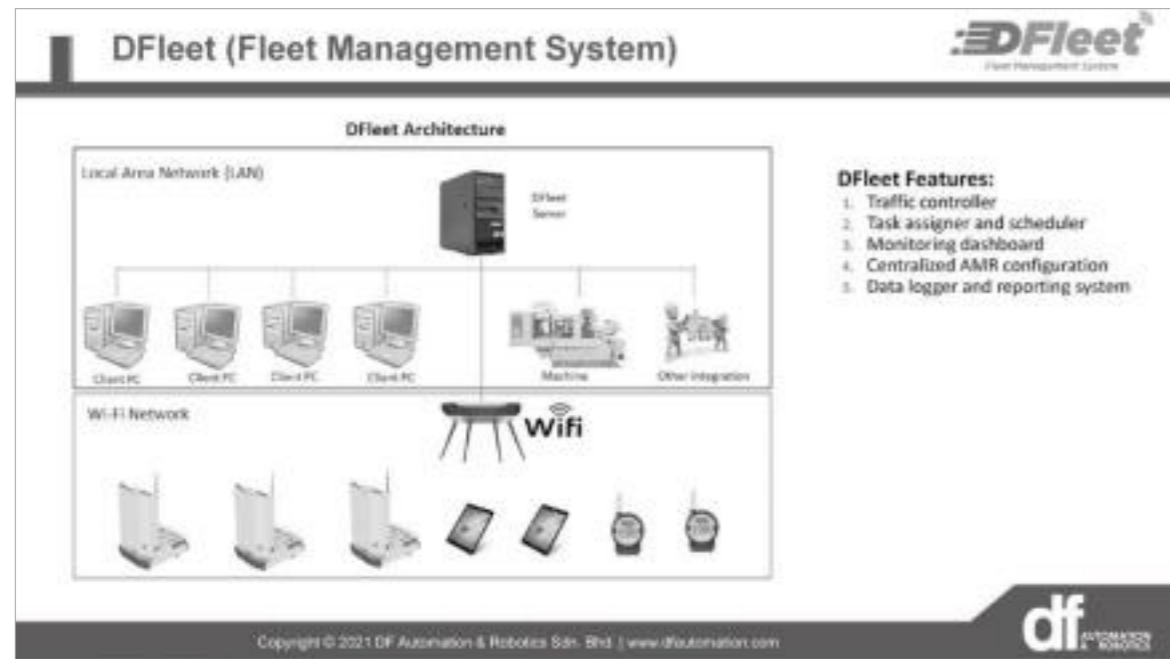 DFleet (Fleet Management System)
DFleet
Fleet Management System
DFleet Architecture
Local Area Network (LAN)
DFleet
Server
Client PC
Client PC
Client PC
Client PC
Machine
Other Integration
Wi-Fi Network
Wifi
DFleet Features:
1. Traffic controller
2. Task assigner and scheduler
3. Monitoring dashboard
4. Centralized AMR configuration
5. Data logger and reporting system
Copyright © 2021 DF Automation & Robotics Sdn. Bhd. | www.dfautomation.com
df AUTOMATION
& ROBOTICS